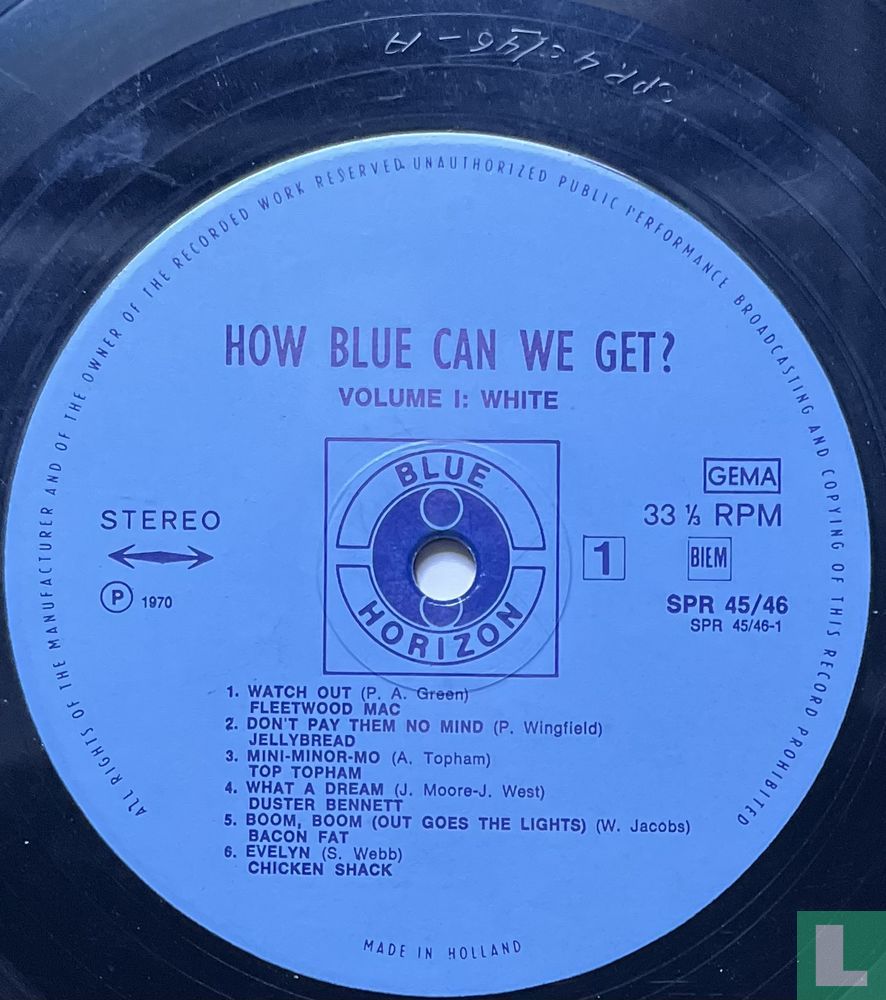 SPR 45/46-A
ALL RIGHTS OF THE MANUFACTURER AND OF THE OWNER OF THE RECORDED WORK RESERVED. UNAUTHORIZED PUBLIC PERFORMANCE BROADCASTING AND COPYING OF THIS RECORD PROHIBITED
HOW BLUE CAN WE GET?
VOLUME I: WHITE
BLUE
HORIZON
STEREO
P 1970
GEMA
33 ⅓ RPM
1 BIEM
SPR 45/46
SPR 45/46-1
1. WATCH OUT (P. A. Green)
FLEETWOOD MAC
2. DON'T PAY THEM NO MIND (P. Wingfield)
JELLYBREAD
3. MINI-MINOR-MO (A. Topham)
TOP TOPHAM
4. WHAT A DREAM (J. Moore-J. West)
DUSTER BENNETT
5. BOOM, BOOM (OUT GOES THE LIGHTS) (W. Jacobs)
BACON FAT
6. EVELYN (S. Webb)
CHICKEN SHACK
MADE IN HOLLAND
L